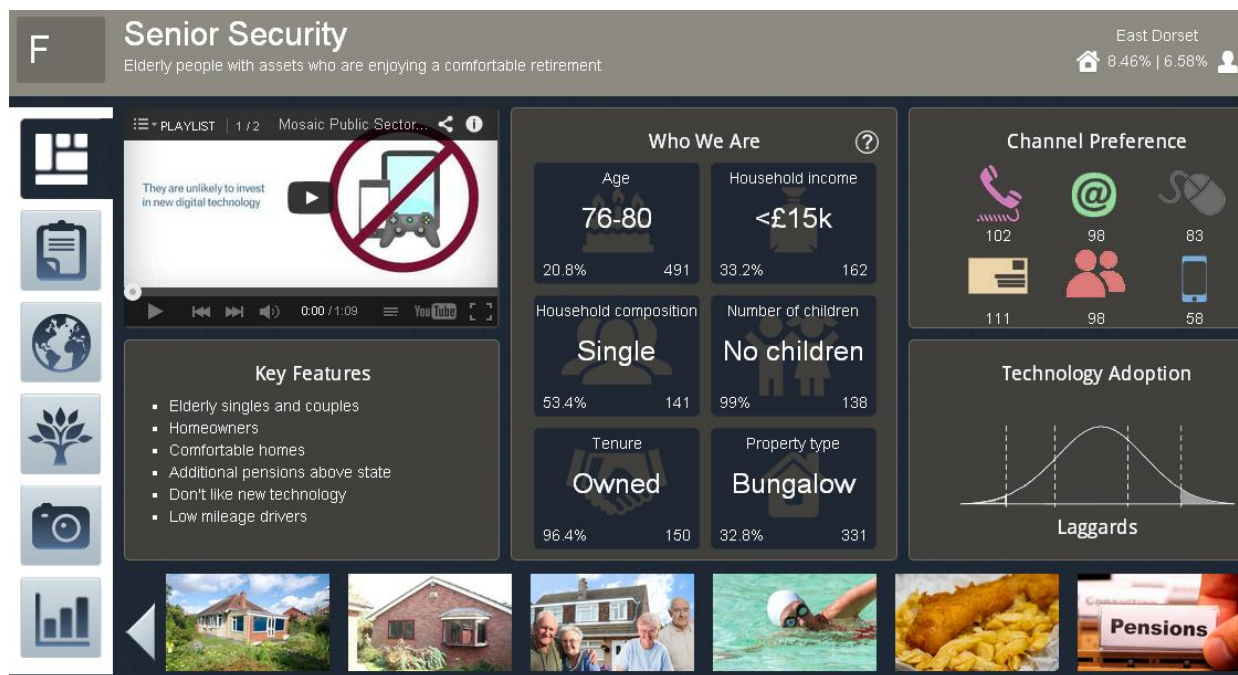 F
Senior Security
Elderly people with assets who are enjoying a comfortable retirement
East Dorset
8.46% | 6.58%
PLAYLIST | 1/2 Mosaic Public Sector...
They are unlikely to invest
in new digital technology
0:00 / 1:09 YouTube
Key Features
Elderly singles and couples
Homeowners
Comfortable homes
Additional pensions above state
Don't like new technology
Low mileage drivers
Who We Are ?
Age
76-80
20.8% 491
Household income
<£15k
33.2% 162
Household composition
Single
53.4% 141
Number of children
No children
99% 138
Tenure
Owned
96.4% 150
Property type
Bungalow
32.8% 331
Channel Preference
@
102 98 83
111 98 58
Technology Adoption
Laggards
Pensions